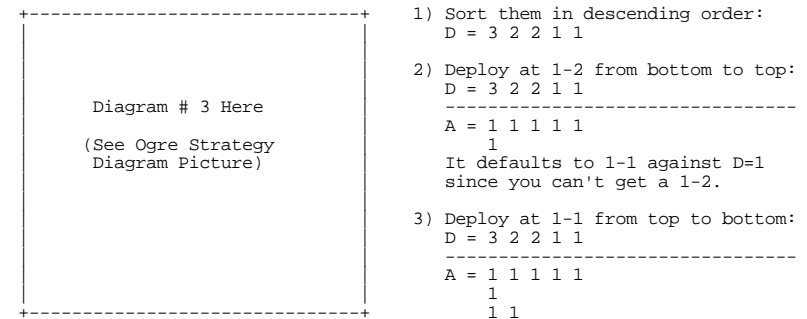 Diagram # 3 Here
(See Ogre Strategy
Diagram Picture)
1) Sort them in descending order:
D = 3 2 2 1 1
2) Deploy at 1-2 from bottom to top:
D = 3 2 2 1 1
---------------------------------
A = 1 1 1 1 1
1
It defaults to 1-1 against D=1
since you can't get a 1-2.
3) Deploy at 1-1 from top to bottom:
D = 3 2 2 1 1
---------------------------------
A = 1 1 1 1 1
1
1 1